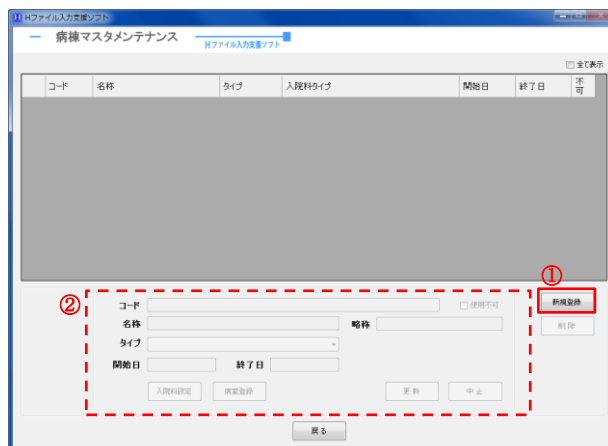 Hファイル入力支援ソフト
病棟マスタメンテナンス
Hファイル入力支援ソフト
全て表示
コード 名称 タイプ 入院料タイプ 開始日 終了日 不可
①
②
コード 使用不可 新規登録
名称 略称 削除
タイプ
開始日 終了日
入院料設定 病室登録 更新 中止
戻る